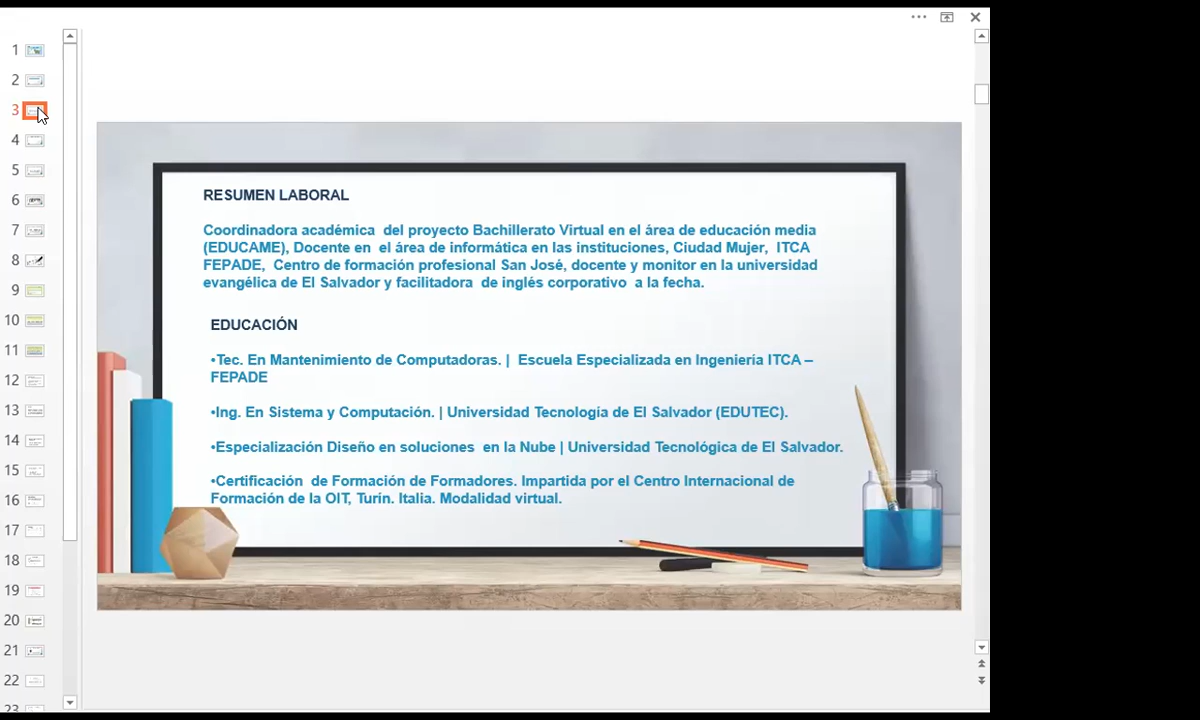 1
2
3
4
5
6
7
8
9
10
11
12
13
14
15
16
17
18
19
20
21
22
23
RESUMEN LABORAL
Coordinadora académica  del proyecto Bachillerato Virtual en el área de educación media
(EDUCAME), Docente en  el área de informática en las instituciones, Ciudad Mujer,  ITCA
FEPADE,  Centro de formación profesional San José, docente y monitor en la universidad
evangélica de El Salvador y facilitadora  de inglés corporativo  a la fecha.
EDUCACIÓN
•Tec. En Mantenimiento de Computadoras. |  Escuela Especializada en Ingeniería ITCA –
FEPADE
•Ing. En Sistema y Computación. | Universidad Tecnología de El Salvador (EDUTEC).
•Especialización Diseño en soluciones  en la Nube | Universidad Tecnológica de El Salvador.
•Certificación  de Formación de Formadores. Impartida por el Centro Internacional de
Formación de la OIT, Turín. Italia. Modalidad virtual.